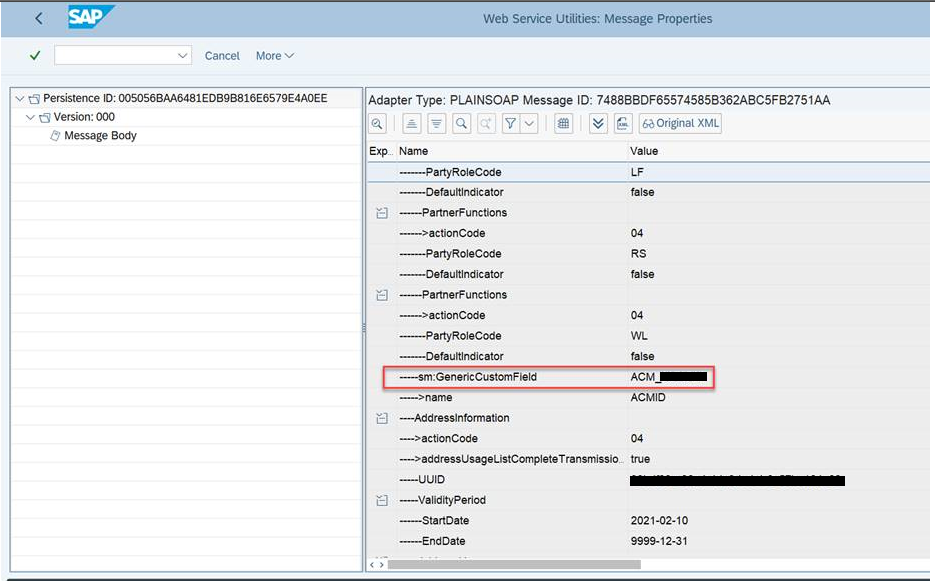 SAP
Web Service Utilities: Message Properties
Cancel More
Persistence ID: 005056BAA6481EDB9B816E6579E4A0EE
Version: 000
Message Body
Adapter Type: PLAINSOAP Message ID: 7488BBDF65574585B362ABC5FB2751AA
XML Original XML
Exp.. Name Value
-------PartyRoleCode LF
-------DefaultIndicator false
------PartnerFunctions
------>actionCode 04
-------PartyRoleCode RS
-------DefaultIndicator false
------PartnerFunctions
------>actionCode 04
-------PartyRoleCode WL
-------DefaultIndicator false
-----sm:GenericCustomField ACM_
----->name ACMID
----AddressInformation
---->actionCode 04
---->addressUsageListCompleteTransmissio.. true
-----UUID
-----ValidityPeriod
------StartDate 2021-02-10
------EndDate 9999-12-31